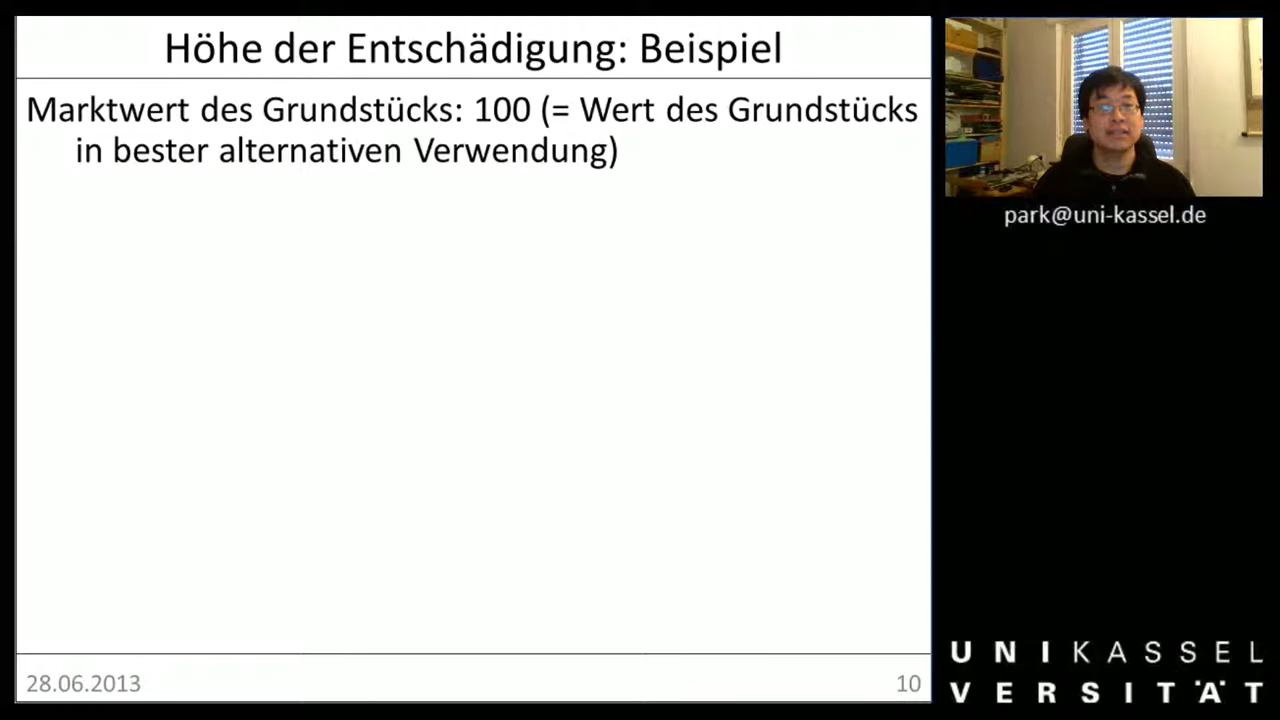 Höhe der Entschädigung: Beispiel
Marktwert des Grundstücks: 100 (= Wert des Grundstücks
in bester alternativen Verwendung)
28.06.2013
10
park@uni-kassel.de
UNIKASSEL
VERSITÄT